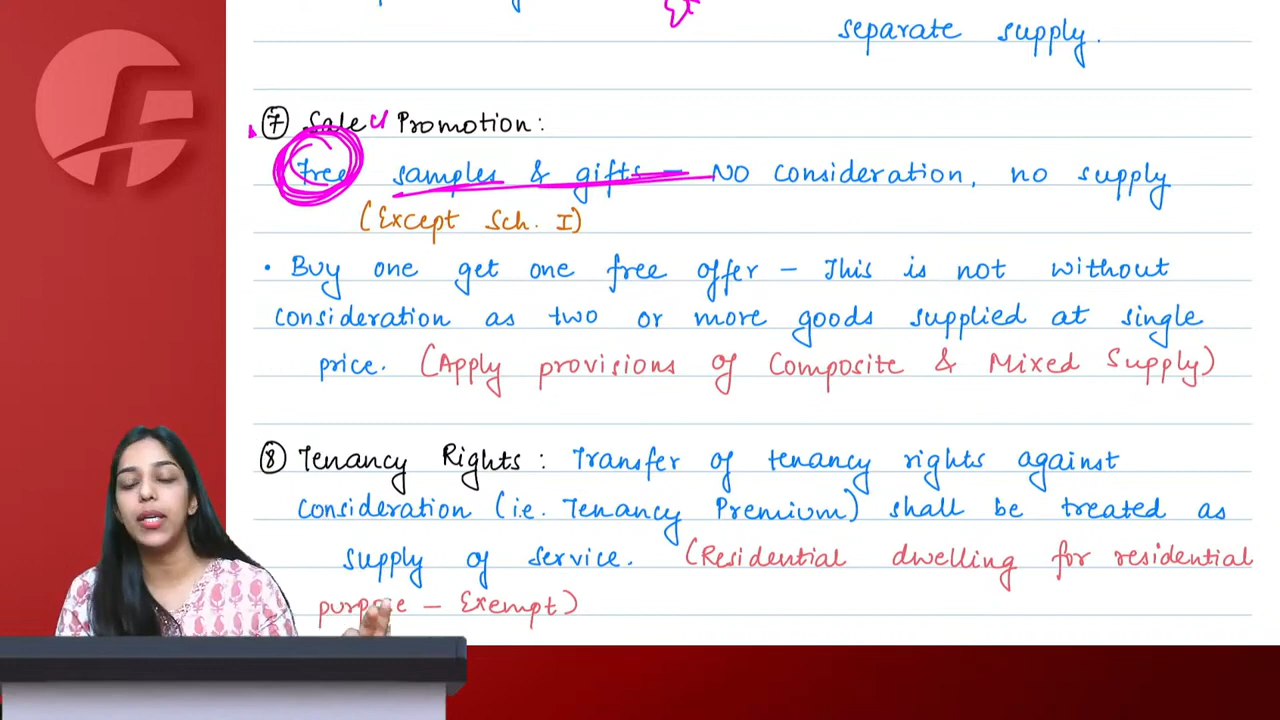 separate supply.
⑦ Sale Promotion:
Free samples & gifts - NO consideration, no supply
(Except Sch. I)
• Buy one get one free offer - This is not without
consideration as two or more goods supplied at single
price. (Apply provisions of Composite & Mixed Supply)
⑧ Tenancy Rights: Transfer of tenancy rights against
consideration (i.e. Tenancy Premium) shall be treated as
supply of service. (Residential dwelling for residential
purpose - Exempt)